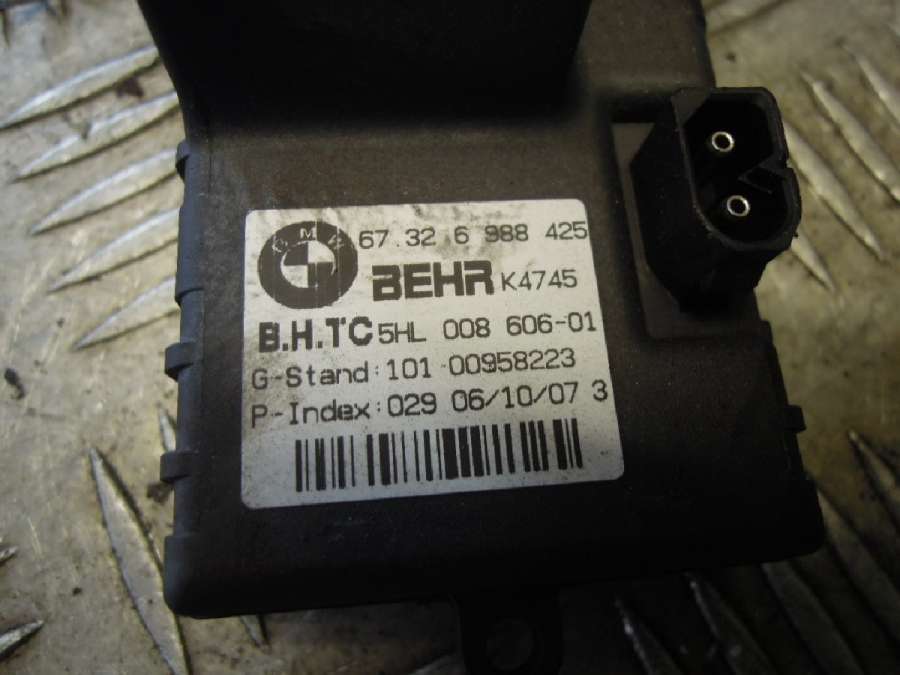 BMW 67.32 6 988 425
BEHR K4745
B.H.TC 5HL 008 606-01
G-Stand:101 00958223
P-Index:029 06/10/07 3